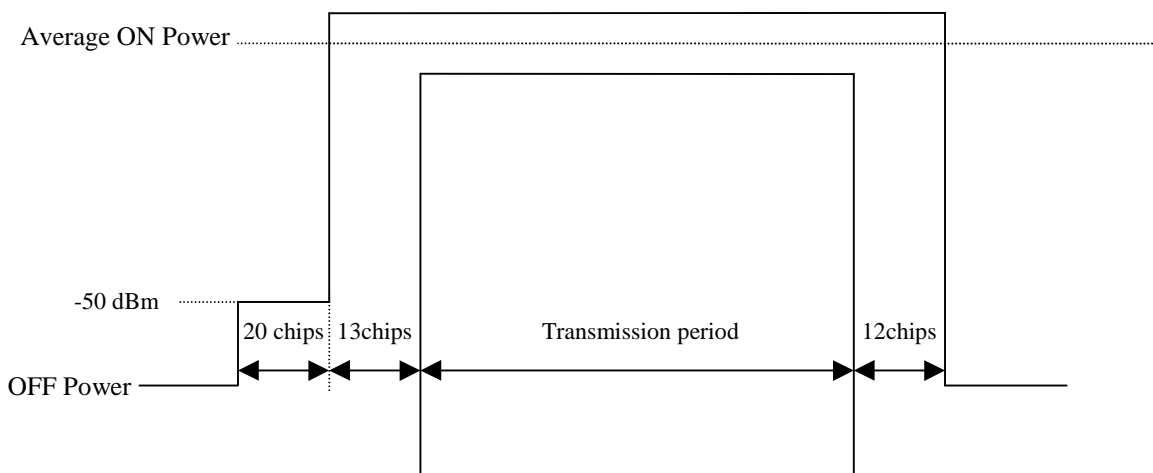 Average ON Power
-50 dBm
20 chips 13chips Transmission period 12chips
OFF Power